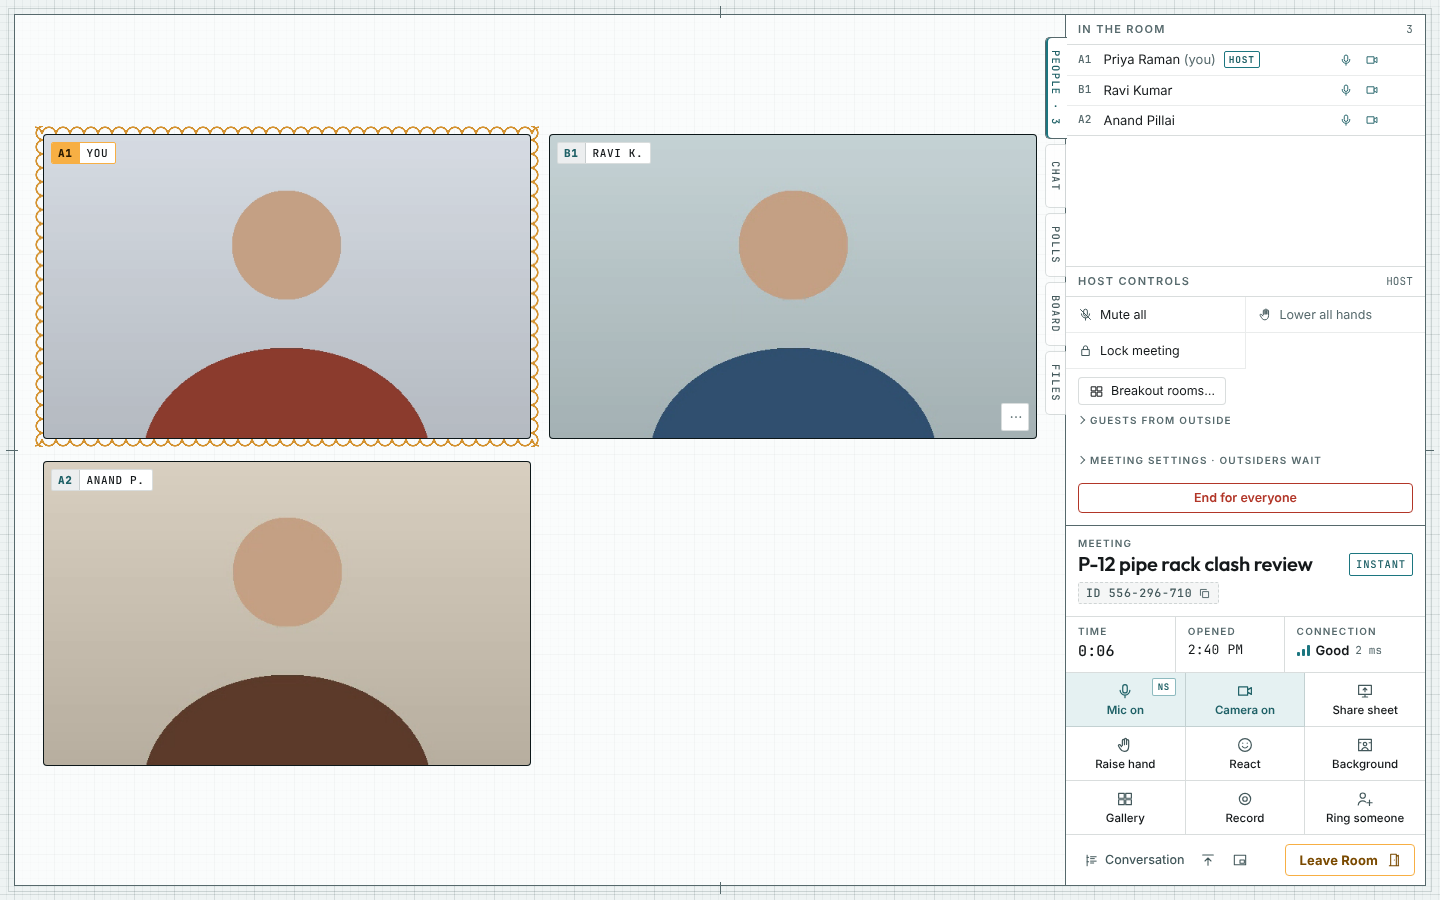 A1 YOU
B1 RAVI K.
A2 ANAND P.
PEOPLE · 3
CHAT
POLLS
BOARD
FILES
IN THE ROOM 3
A1 Priya Raman (you) HOST
B1 Ravi Kumar
A2 Anand Pillai
HOST CONTROLS HOST
Mute all Lower all hands
Lock meeting
Breakout rooms...
GUESTS FROM OUTSIDE
MEETING SETTINGS · OUTSIDERS WAIT
End for everyone
MEETING
P-12 pipe rack clash review INSTANT
ID 556-296-710
TIME OPENED CONNECTION
0:06 2:40 PM Good 2 ms
NS
Mic on Camera on Share sheet
Raise hand React Background
Gallery Record Ring someone
Conversation Leave Room